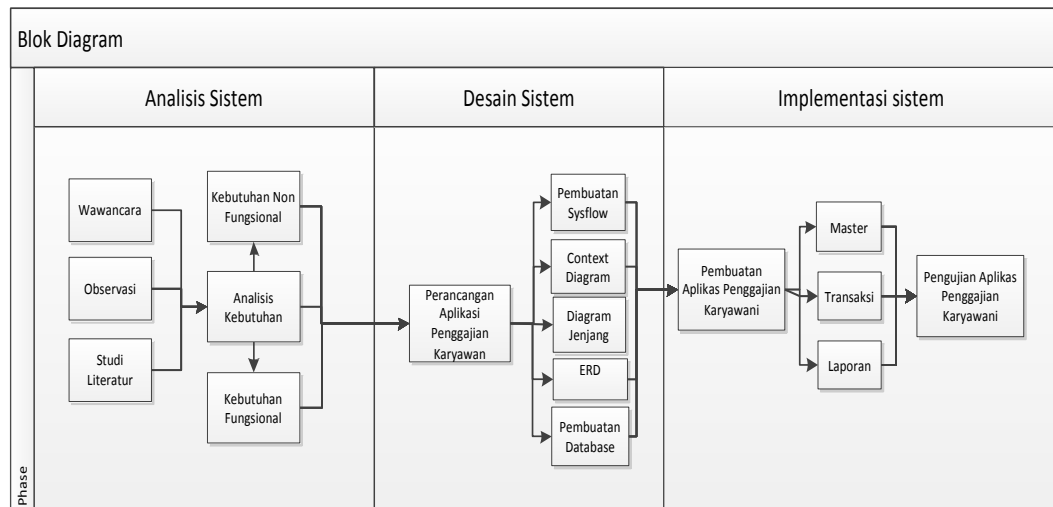 Blok Diagram
Analisis Sistem
Desain Sistem
Implementasi sistem
Phase
Wawancara
Observasi
Studi
Literatur
Kebutuhan Non
Fungsional
Analisis
Kebutuhan
Kebutuhan
Fungsional
Perancangan
Aplikasi
Penggajian
Karyawan
Pembuatan
Sysflow
Context
Diagram
Diagram
Jenjang
ERD
Pembuatan
Database
Pembuatan
Aplikas Penggajian
Karyawani
Master
Transaksi
Laporan
Pengujian Aplikas
Penggajian
Karyawani